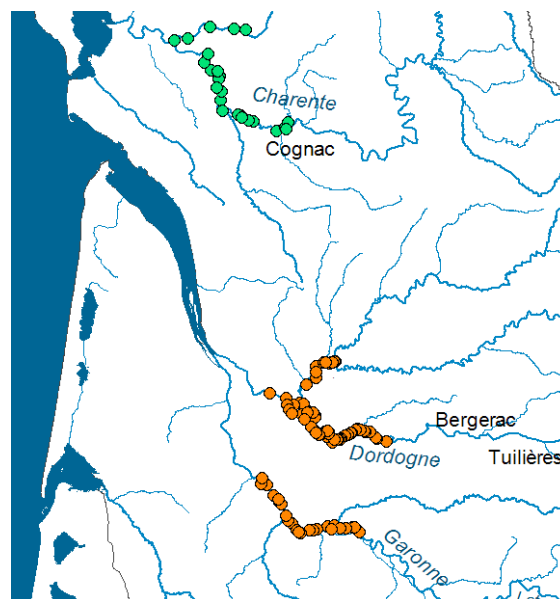 Charente
Cognac
Bergerac
Dordogne
Tuilières
Garonne